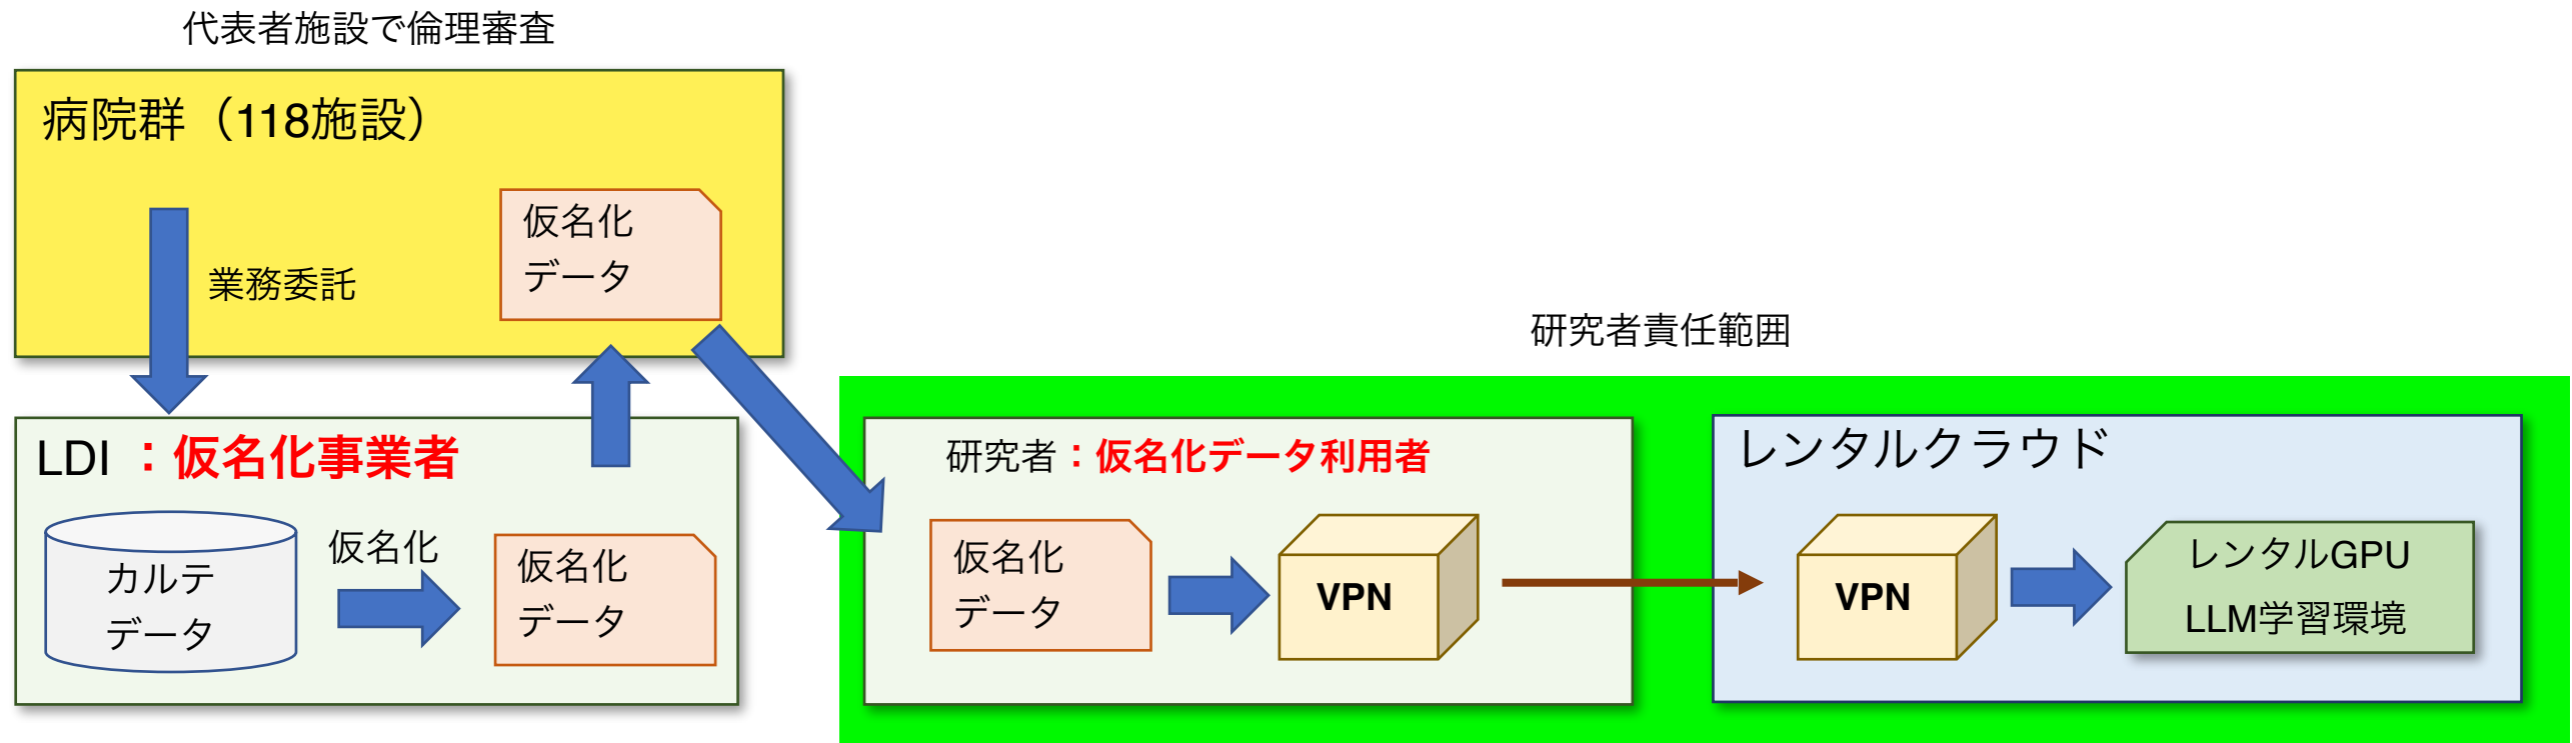 代表者施設で倫理審査
病院群（118施設）
仮名化
データ
業務委託
研究者責任範囲
LDI ：仮名化事業者
カルテ
データ
仮名化
仮名化
データ
研究者：仮名化データ利用者
仮名化
データ
VPN
レンタルクラウド
VPN
レンタルGPU
LLM学習環境